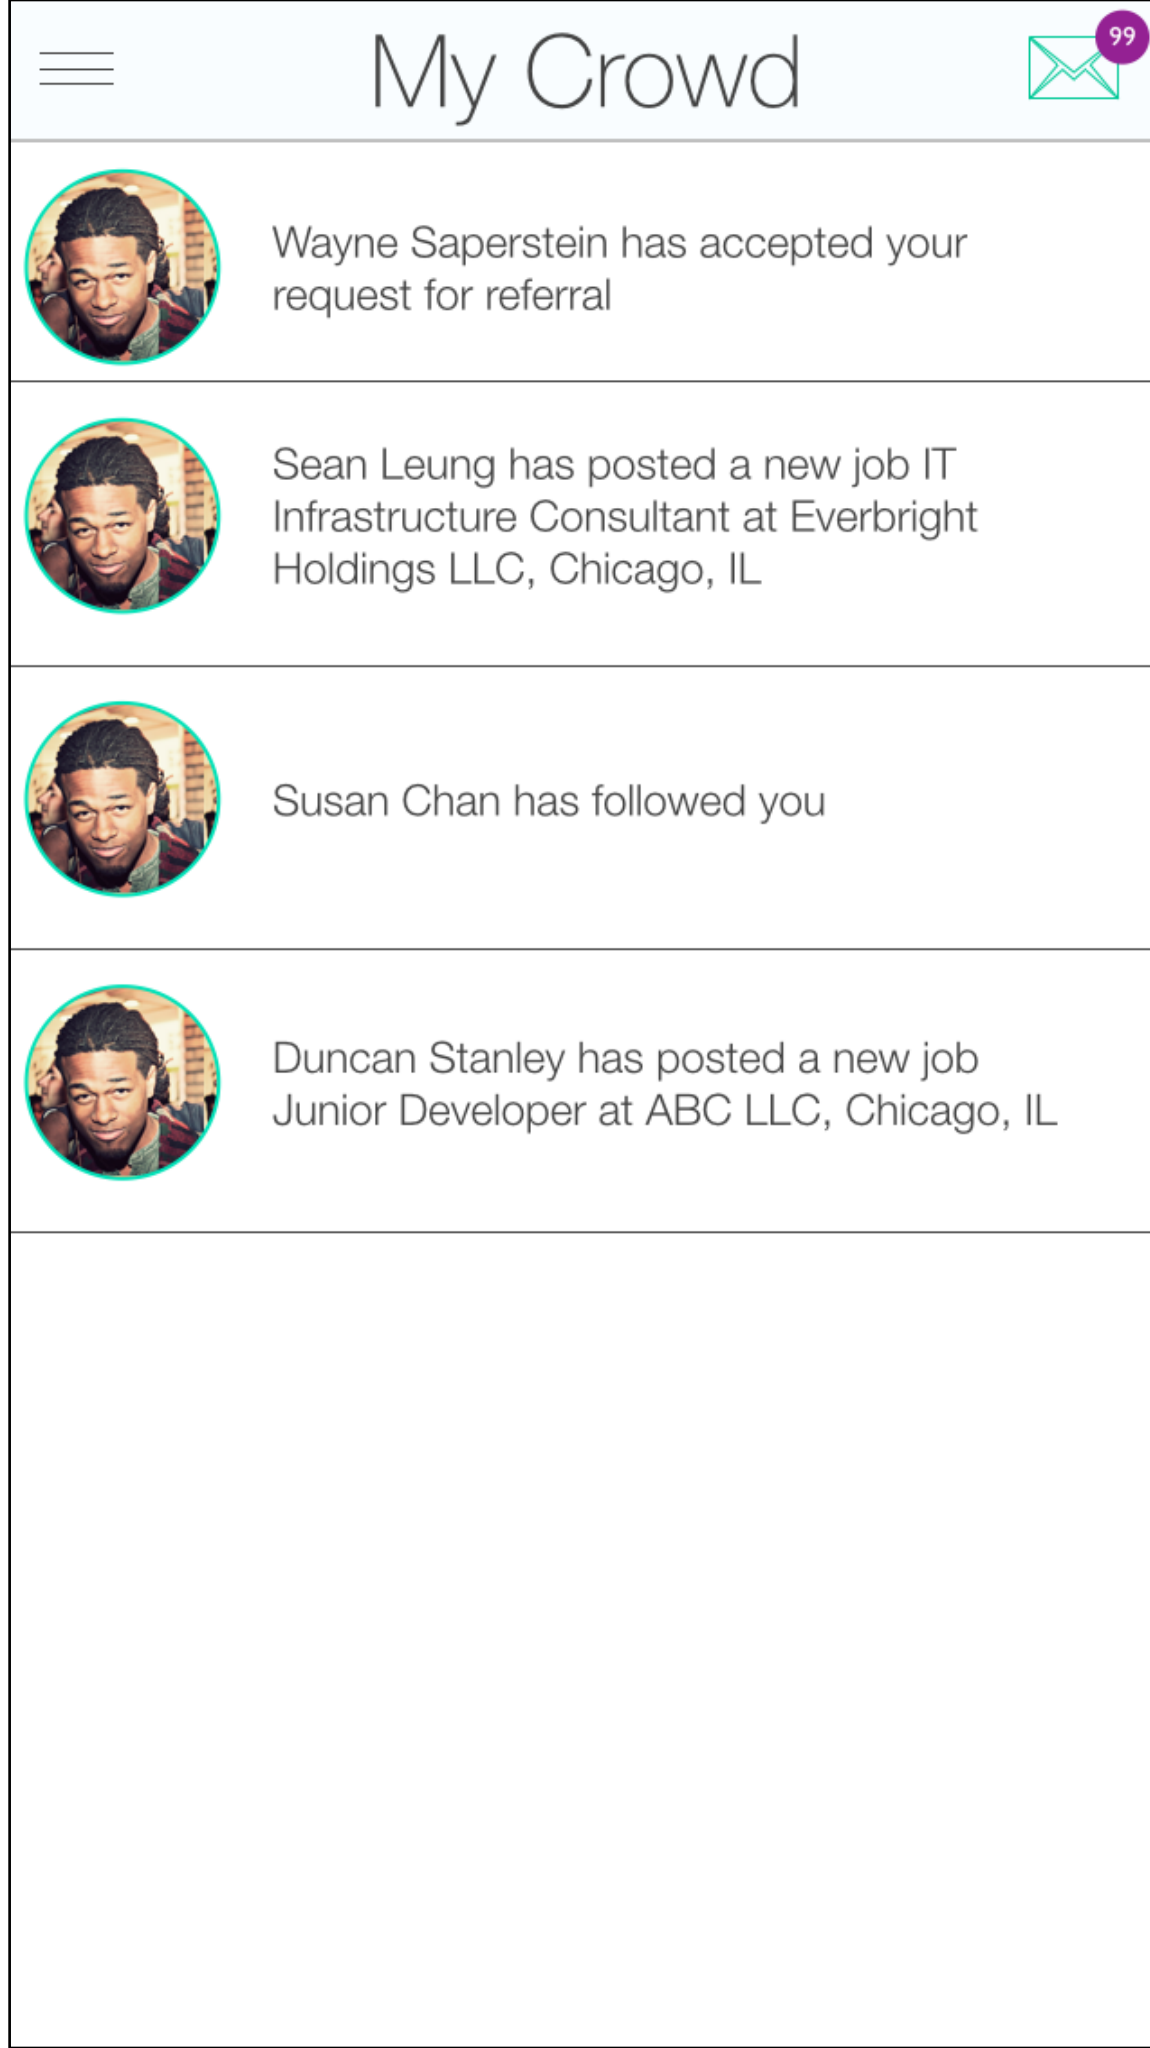 My Crowd
99
Wayne Saperstein has accepted your
request for referral
Sean Leung has posted a new job IT
Infrastructure Consultant at Everbright
Holdings LLC, Chicago, IL
Susan Chan has followed you
Duncan Stanley has posted a new job
Junior Developer at ABC LLC, Chicago, IL